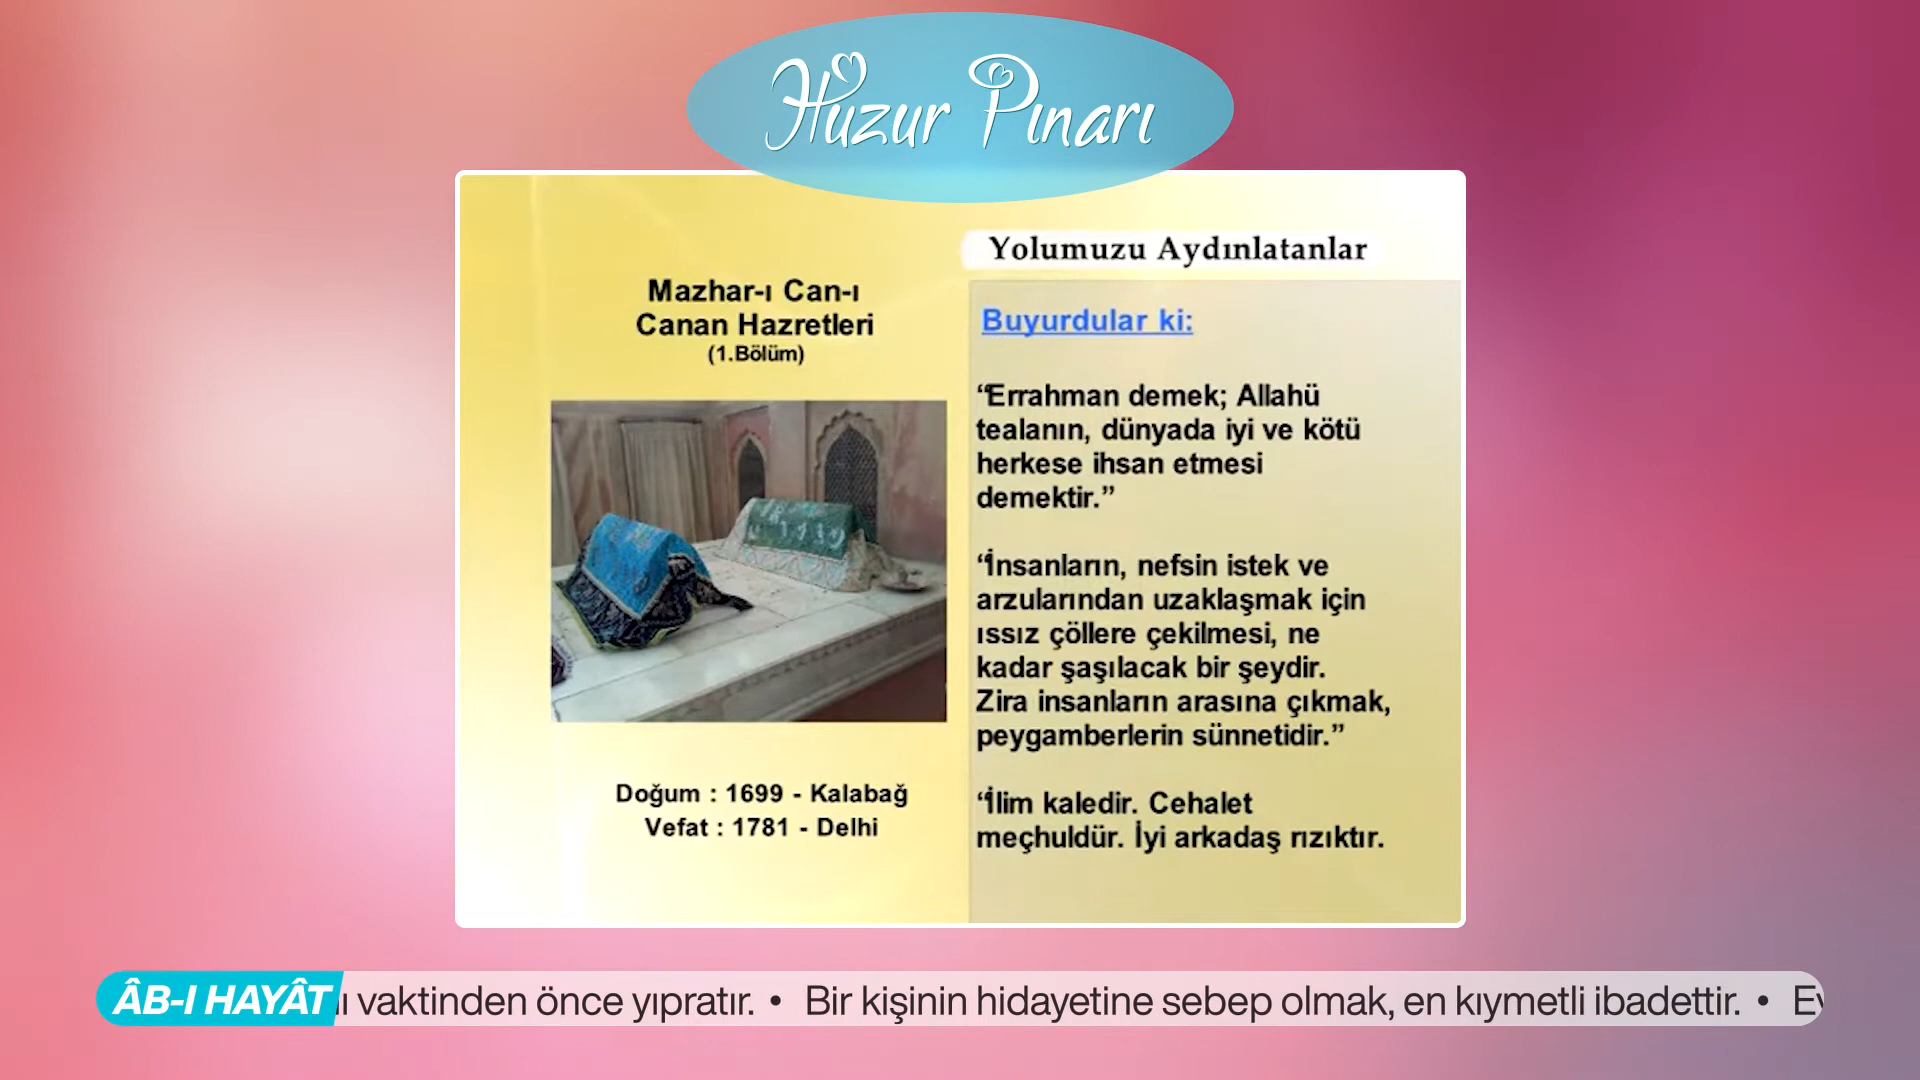 Huzur Pınarı
Yolumuzu Aydınlatanlar
Mazhar-ı Can-ı
Canan Hazretleri
(1.Bölüm)
Doğum : 1699 - Kalabağ
Vefat : 1781 - Delhi
Buyurdular ki:
“Errahman demek; Allahü
tealanın, dünyada iyi ve kötü
herkese ihsan etmesi
demektir.”
“İnsanların, nefsin istek ve
arzularından uzaklaşmak için
ıssız çöllere çekilmesi, ne
kadar şaşılacak bir şeydir.
Zira insanların arasına çıkmak,
peygamberlerin sünnetidir.”
“İlim kaledir. Cehalet
meçhuldür. İyi arkadaş rızıktır.
ÂB-I HAYÂT vaktinden önce yıpratır. • Bir kişinin hidayetine sebep olmak, en kıymetli ibadettir. •